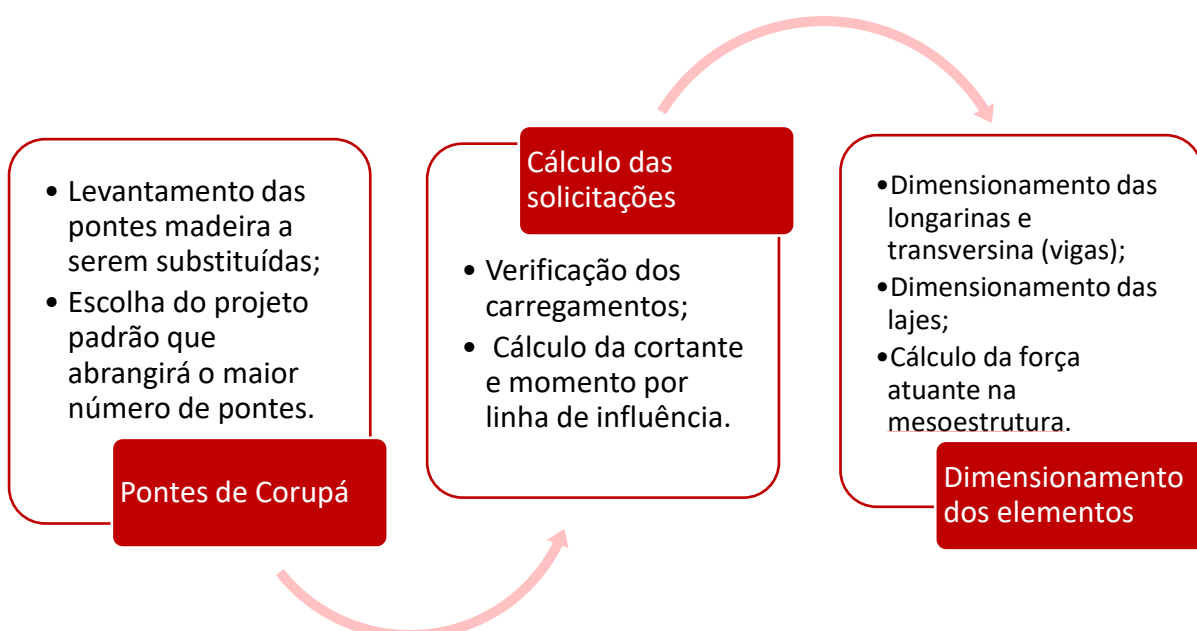 • Levantamento das
pontes madeira a
serem substituídas;
• Escolha do projeto
padrão que
abrangirá o maior
número de pontes.
Pontes de Corupá
Cálculo das
solicitações
• Verificação dos
carregamentos;
• Cálculo da cortante
e momento por
linha de influência.
•Dimensionamento das
longarinas e
transversina (vigas);
•Dimensionamento das
lajes;
•Cálculo da força
atuante na
mesoestrutura.
Dimensionamento
dos elementos